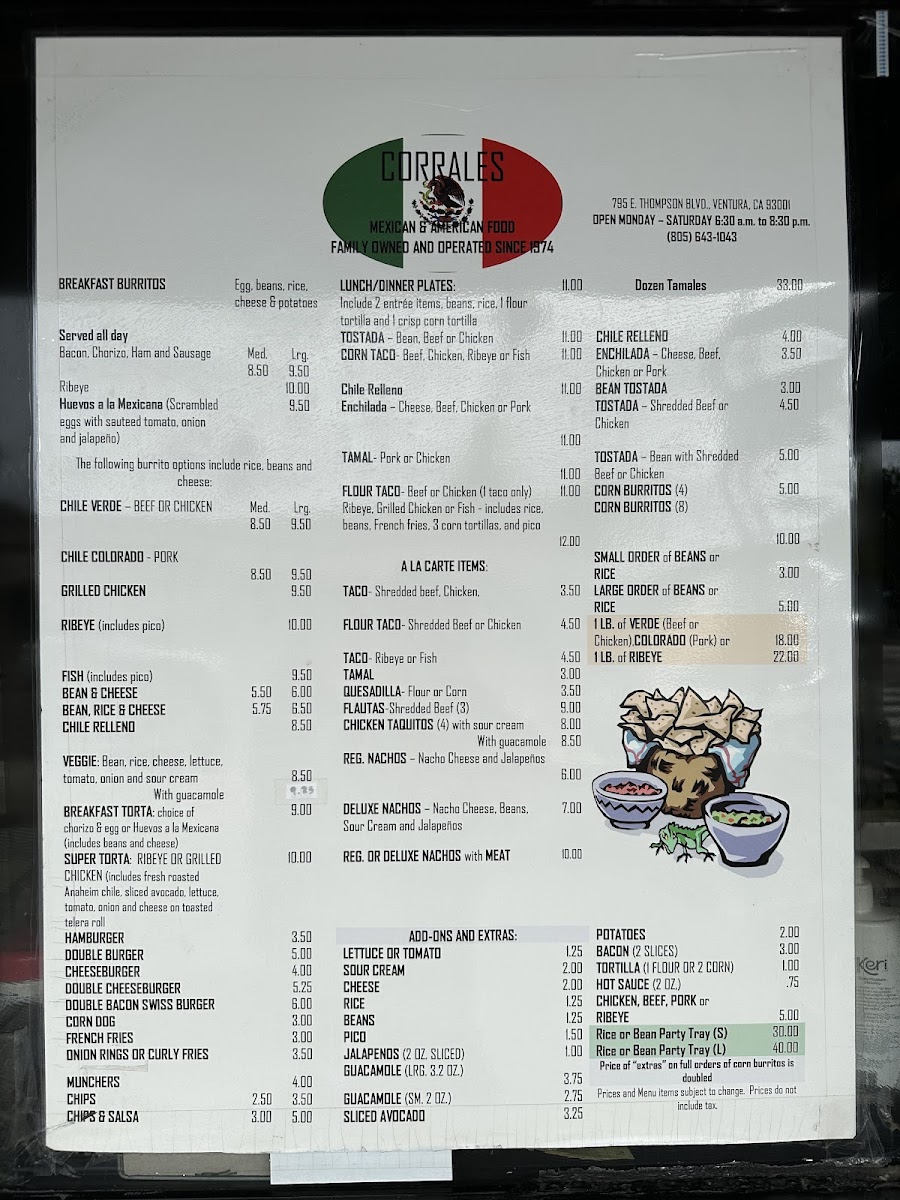 CORRALES
MEXICAN & AMERICAN FOOD
FAMILY OWNED AND OPERATED SINCE 1974
795 E. THOMPSON BLVD., VENTURA, CA 93001
OPEN MONDAY – SATURDAY 6:30 a.m. to 8:30 p.m.
(805) 643-1043
BREAKFAST BURRITOS Egg, beans, rice,
cheese & potatoes
Served all day
Bacon, Chorizo, Ham and Sausage Med. Lrg.
8.50 9.50
Ribeye 10.00
Huevos a la Mexicana (Scrambled 9.50
eggs with sauteed tomato, onion
and jalapeño)
The following burrito options include rice, beans and
cheese:
CHILE VERDE – BEEF OR CHICKEN Med. Lrg.
8.50 9.50
CHILE COLORADO - PORK
8.50 9.50
GRILLED CHICKEN 9.50
RIBEYE (includes pico) 10.00
FISH (includes pico) 9.50
BEAN & CHEESE 5.50 6.00
BEAN, RICE & CHEESE 5.75 6.50
CHILE RELLENO 8.50
VEGGIE: Bean, rice, cheese, lettuce,
tomato, onion and sour cream 8.50
With guacamole 9.25
BREAKFAST TORTA: choice of 9.00
chorizo & egg or Huevos a la Mexicana
(includes beans and cheese)
SUPER TORTA: RIBEYE OR GRILLED 10.00
CHICKEN (includes fresh roasted
Anaheim chile, sliced avocado, lettuce,
tomato, onion and cheese on toasted
telera roll
HAMBURGER 3.50
DOUBLE BURGER 5.00
CHEESEBURGER 4.00
DOUBLE CHEESEBURGER 5.25
DOUBLE BACON SWISS BURGER 6.00
CORN DOG 3.00
FRENCH FRIES 3.00
ONION RINGS OR CURLY FRIES 3.50
MUNCHERS 4.00
CHIPS 2.50 3.50
CHIPS & SALSA 3.00 5.00
LUNCH/DINNER PLATES: 11.00
Include 2 entrée items, beans, rice, 1 flour
tortilla and 1 crisp corn tortilla
TOSTADA – Bean, Beef or Chicken 11.00
CORN TACO- Beef, Chicken, Ribeye or Fish 11.00
Chile Relleno 11.00
Enchilada – Cheese, Beef, Chicken or Pork
11.00
TAMAL- Pork or Chicken
11.00
FLOUR TACO- Beef or Chicken (1 taco only) 11.00
Ribeye, Grilled Chicken or Fish - includes rice,
beans, French fries, 3 corn tortillas, and pico
12.00
A LA CARTE ITEMS:
TACO- Shredded beef, Chicken, 3.50
FLOUR TACO- Shredded Beef or Chicken 4.50
TACO- Ribeye or Fish 4.50
TAMAL 3.00
QUESADILLA- Flour or Corn 3.50
FLAUTAS-Shredded Beef (3) 9.00
CHICKEN TAQUITOS (4) with sour cream 8.00
With guacamole 8.50
REG. NACHOS – Nacho Cheese and Jalapeños
6.00
DELUXE NACHOS – Nacho Cheese, Beans, 7.00
Sour Cream and Jalapeños
REG. OR DELUXE NACHOS with MEAT 10.00
ADD-ONS AND EXTRAS:
LETTUCE OR TOMATO 1.25
SOUR CREAM 2.00
CHEESE 2.00
RICE 1.25
BEANS 1.25
PICO 1.50
JALAPENOS (2 OZ. SLICED) 1.00
GUACAMOLE (LRG. 3.2 OZ.)
3.75
GUACAMOLE (SM. 2 OZ.) 2.75
SLICED AVOCADO 3.25
Dozen Tamales 33.00
CHILE RELLENO 4.00
ENCHILADA – Cheese, Beef, 3.50
Chicken or Pork
BEAN TOSTADA 3.00
TOSTADA – Shredded Beef or 4.50
Chicken
TOSTADA – Bean with Shredded 5.00
Beef or Chicken
CORN BURRITOS (4) 5.00
CORN BURRITOS (8)
10.00
SMALL ORDER of BEANS or
RICE 3.00
LARGE ORDER of BEANS or
RICE 5.00
1 LB. of VERDE (Beef or
Chicken),COLORADO (Pork) or 18.00
1 LB. of RIBEYE 22.00
POTATOES 2.00
BACON (2 SLICES) 3.00
TORTILLA (1 FLOUR OR 2 CORN) 1.00
HOT SAUCE (2 OZ.) .75
CHICKEN, BEEF, PORK or
RIBEYE 5.00
Rice or Bean Party Tray (S) 30.00
Rice or Bean Party Tray (L) 40.00
Price of "extras" on full orders of corn burritos is
doubled
Prices and Menu items subject to change. Prices do not
include tax.
Keri